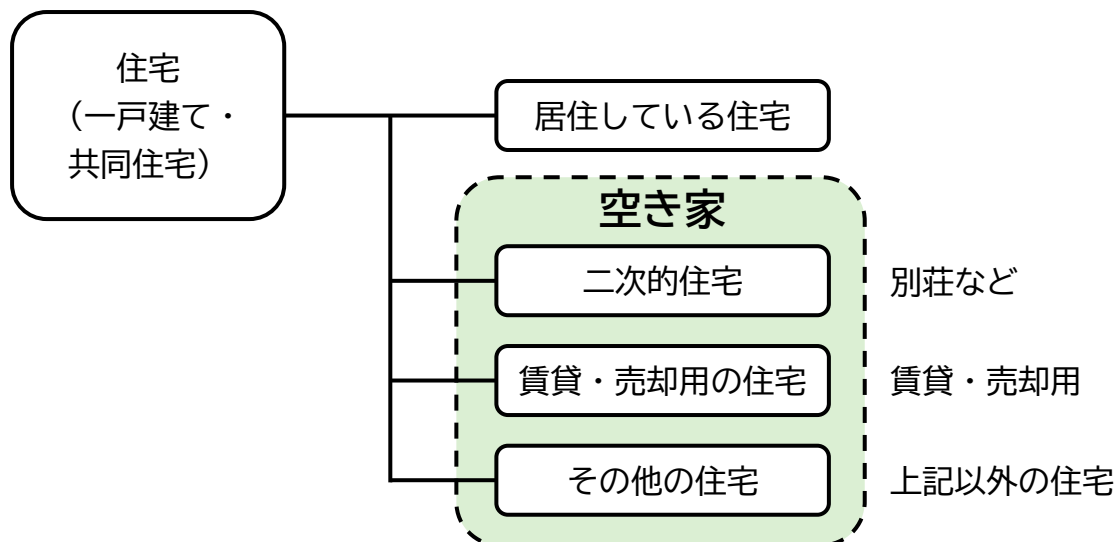 住宅
（一戸建て・
共同住宅）
居住している住宅
空き家
二次的住宅
別荘など
賃貸・売却用の住宅
賃貸・売却用
その他の住宅
上記以外の住宅